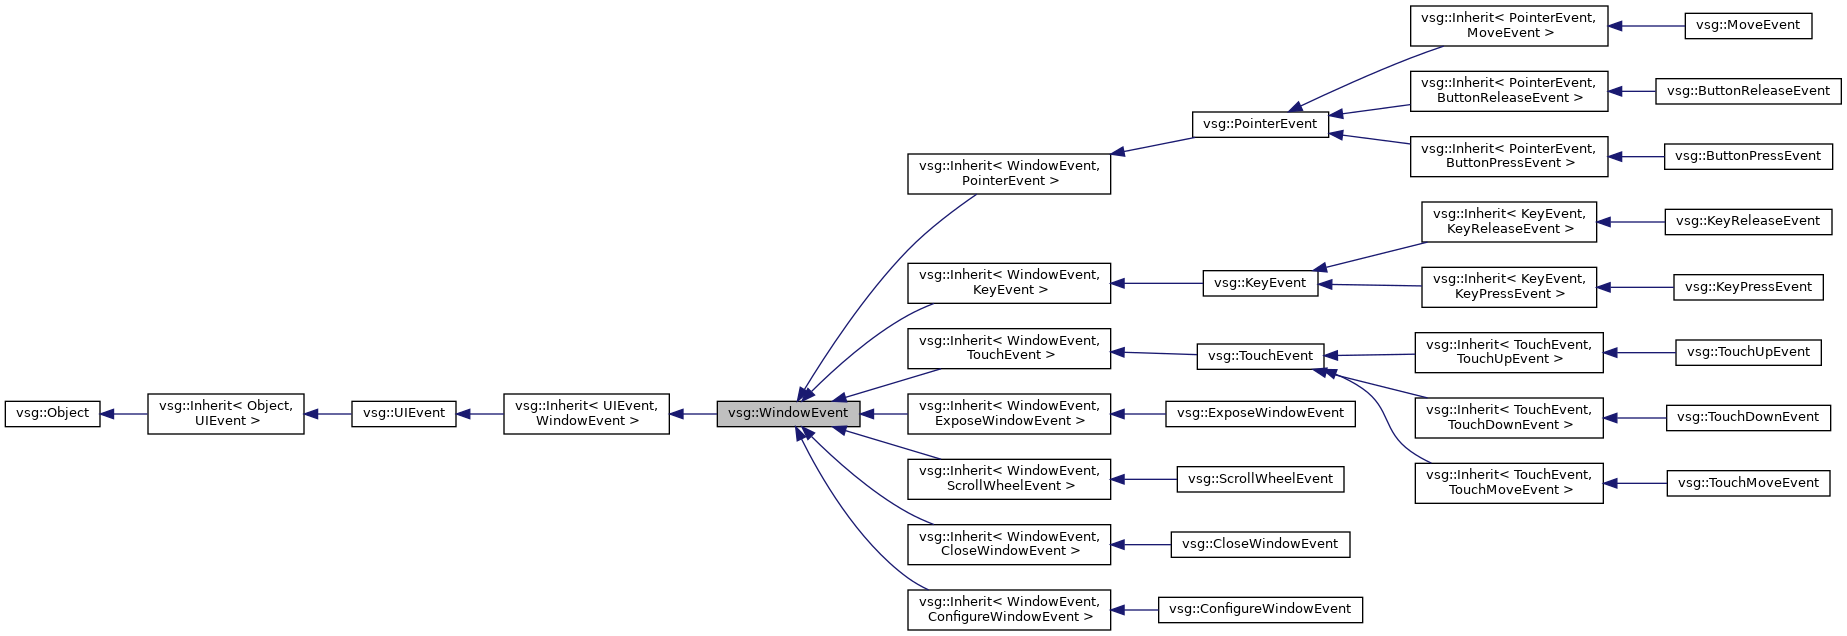 vsg::Object
vsg::Inherit< Object,
UIEvent >
vsg::UIEvent
vsg::Inherit< UIEvent,
WindowEvent >
vsg::WindowEvent
vsg::Inherit< WindowEvent,
PointerEvent >
vsg::PointerEvent
vsg::Inherit< PointerEvent,
MoveEvent >
vsg::MoveEvent
vsg::Inherit< PointerEvent,
ButtonReleaseEvent >
vsg::ButtonReleaseEvent
vsg::Inherit< PointerEvent,
ButtonPressEvent >
vsg::ButtonPressEvent
vsg::Inherit< WindowEvent,
KeyEvent >
vsg::KeyEvent
vsg::Inherit< KeyEvent,
KeyReleaseEvent >
vsg::KeyReleaseEvent
vsg::Inherit< KeyEvent,
KeyPressEvent >
vsg::KeyPressEvent
vsg::Inherit< WindowEvent,
TouchEvent >
vsg::TouchEvent
vsg::Inherit< TouchEvent,
TouchUpEvent >
vsg::TouchUpEvent
vsg::Inherit< TouchEvent,
TouchDownEvent >
vsg::TouchDownEvent
vsg::Inherit< TouchEvent,
TouchMoveEvent >
vsg::TouchMoveEvent
vsg::Inherit< WindowEvent,
ExposeWindowEvent >
vsg::ExposeWindowEvent
vsg::Inherit< WindowEvent,
ScrollWheelEvent >
vsg::ScrollWheelEvent
vsg::Inherit< WindowEvent,
CloseWindowEvent >
vsg::CloseWindowEvent
vsg::Inherit< WindowEvent,
ConfigureWindowEvent >
vsg::ConfigureWindowEvent